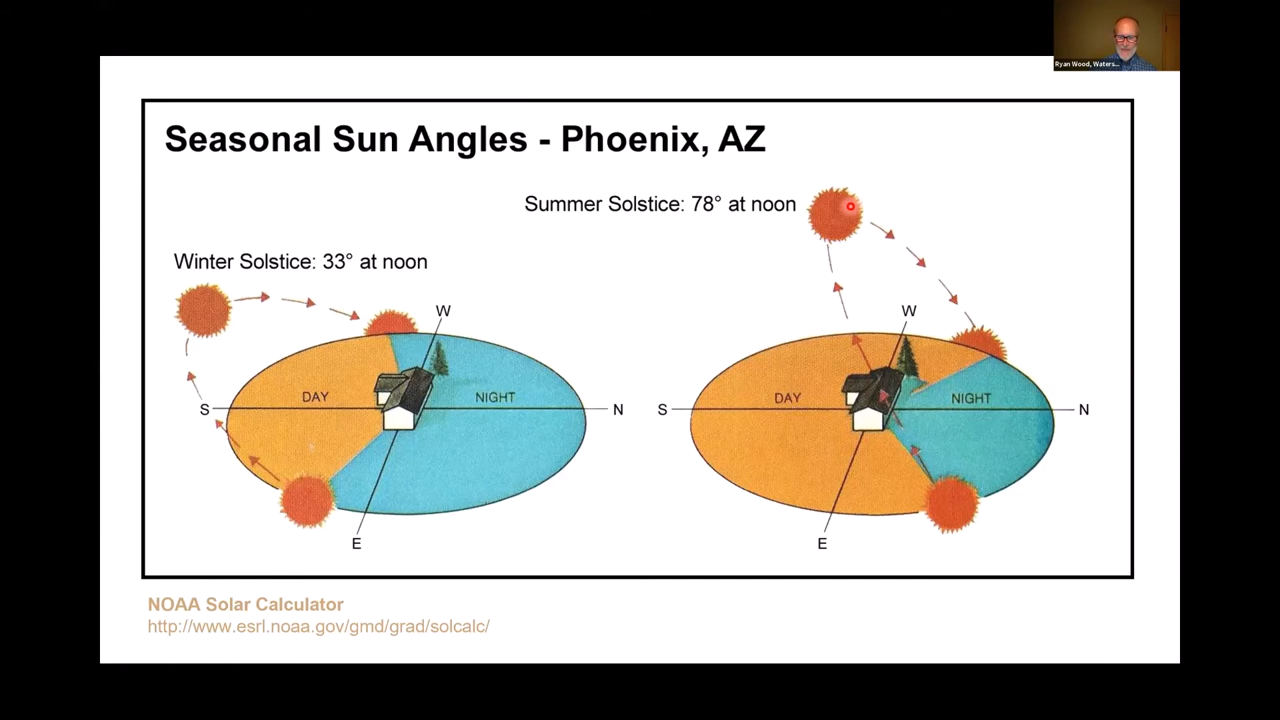 Ryan Wood, Waters...
Seasonal Sun Angles - Phoenix, AZ
Summer Solstice: 78° at noon
Winter Solstice: 33° at noon
W
S
DAY
NIGHT
N
E
W
S
DAY
NIGHT
N
E
NOAA Solar Calculator
http://www.esrl.noaa.gov/gmd/grad/solcalc/